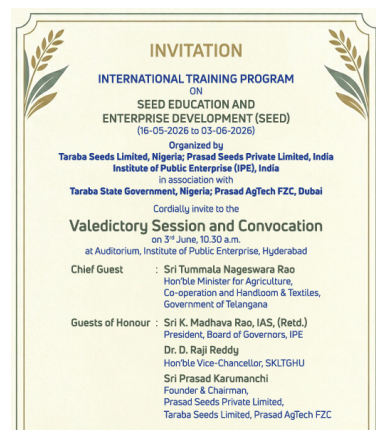 INVITATION
INTERNATIONAL TRAINING PROGRAM
ON
SEED EDUCATION AND
ENTERPRISE DEVELOPMENT (SEED)
(16-05-2026 to 03-06-2026)
Organized by
Taraba Seeds Limited, Nigeria; Prasad Seeds Private Limited, India
Institute of Public Enterprise (IPE), India
in association with
Taraba State Government, Nigeria; Prasad AgTech FZC, Dubai
Cordially invite to the
Valedictory Session and Convocation
on 3rd June, 10.30 a.m.
at Auditorium, Institute of Public Enterprise, Hyderabad
Chief Guest : Sri Tummala Nageswara Rao
Hon'ble Minister for Agriculture,
Co-operation and Handloom & Textiles,
Government of Telangana
Guests of Honour : Sri K. Madhava Rao, IAS, (Retd.)
President, Board of Governors, IPE
Dr. D. Raji Reddy
Hon'ble Vice-Chancellor, SKLTGHU
Sri Prasad Karumanchi
Founder & Chairman,
Prasad Seeds Private Limited,
Taraba Seeds Limited, Prasad AgTech FZC